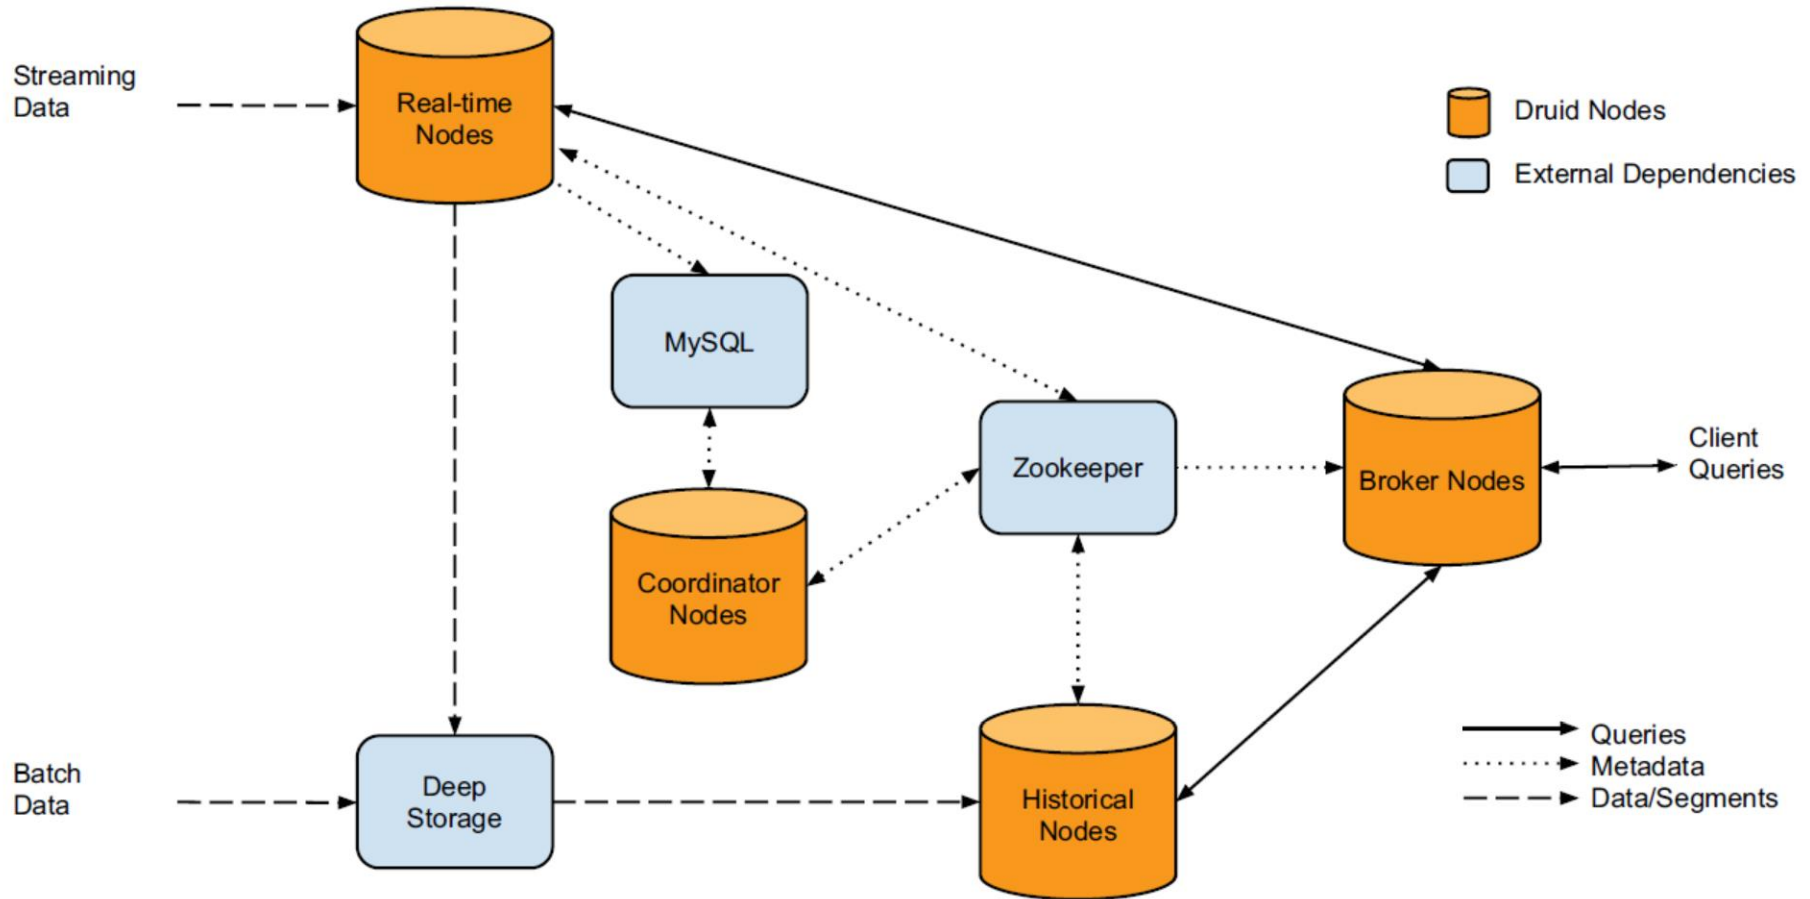 Streaming
Data
Real-time
Nodes
Druid Nodes
External Dependencies
MySQL
Zookeeper
Broker Nodes
Client
Queries
Coordinator
Nodes
Batch
Data
Deep
Storage
Historical
Nodes
Queries
Metadata
Data/Segments